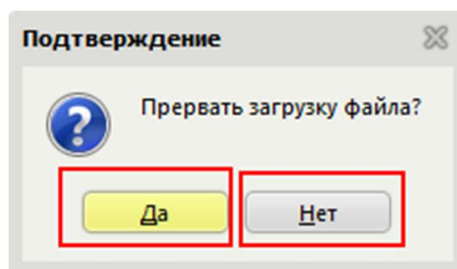 Подтверждение
Прервать загрузку файла?
Да
Нет